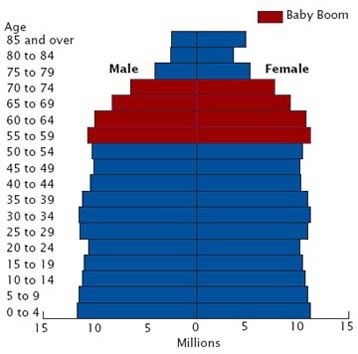 Baby Boom
Age
85 and over
80 to 84
75 to 79
Male
Female
70 to 74
65 to 69
60 to 64
55 to 59
50 to 54
45 to 49
40 to 44
35 to 39
30 to 34
25 to 29
20 to 24
15 to 19
10 to 14
5 to 9
0 to 4
15 10 5 0 5 10 15
Millions